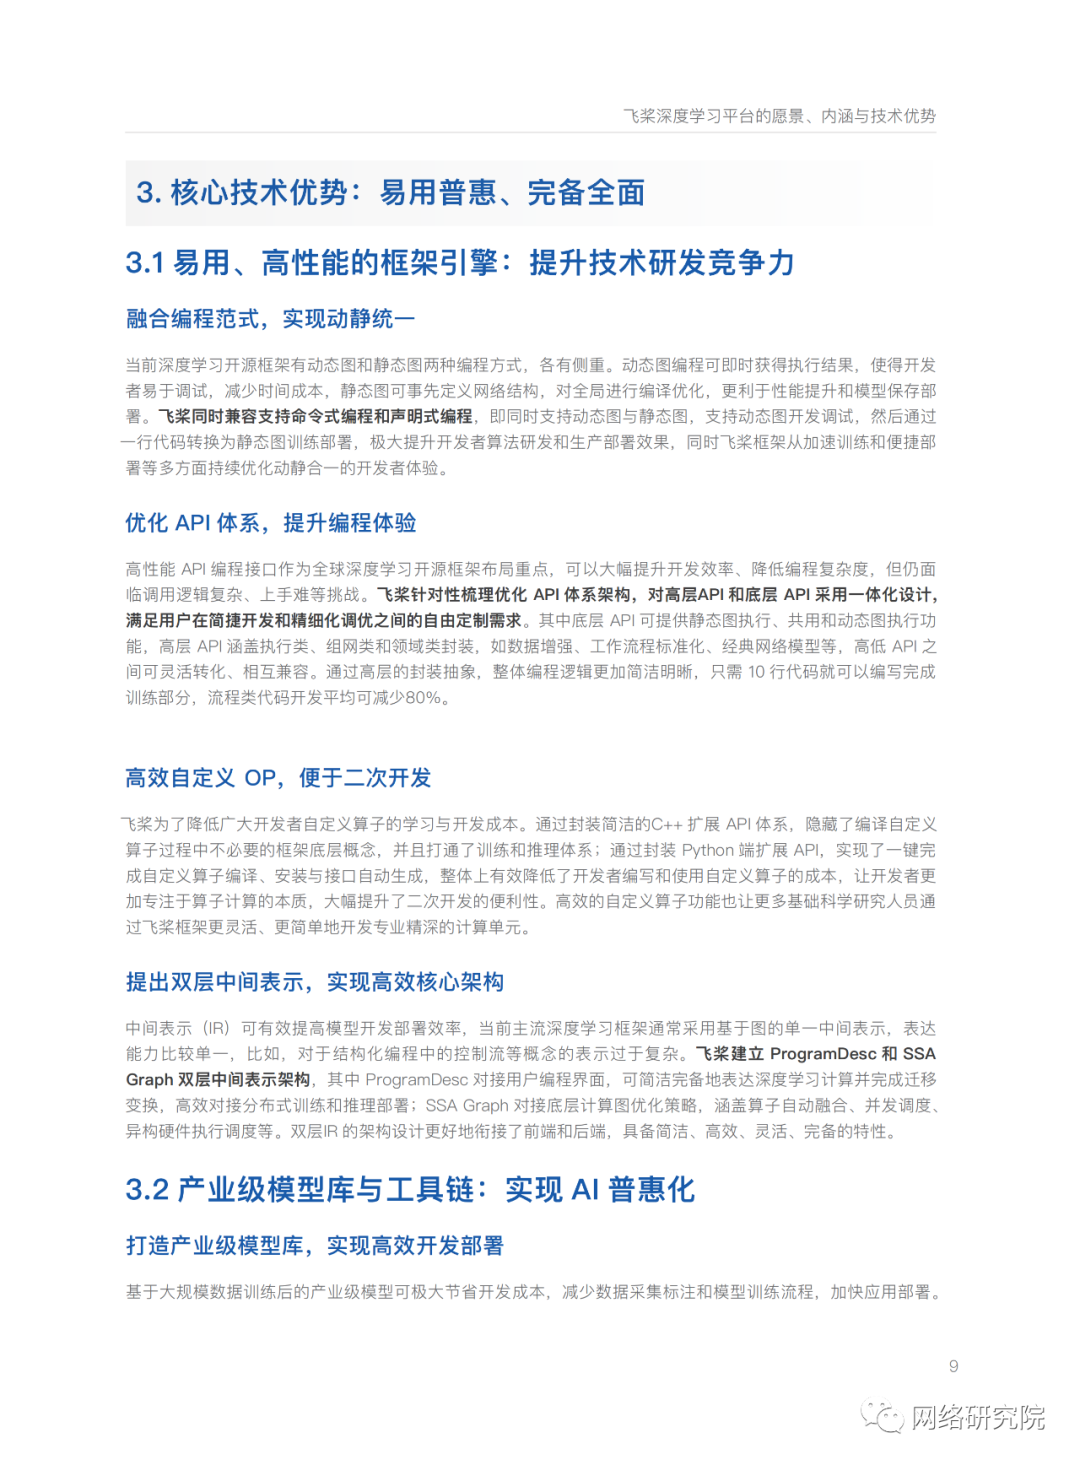 飞桨深度学习平台的愿景、内涵与技术优势
3. 核心技术优势：易用普惠、完备全面
3.1 易用、高性能的框架引擎：提升技术研发竞争力
融合编程范式，实现动静统一
当前深度学习开源框架有动态图和静态图两种编程方式，各有侧重。动态图编程可即时获得执行结果，使得开发
者易于调试，减少时间成本，静态图可事先定义网络结构，对全局进行编译优化，更利于性能提升和模型保存部
署。飞桨同时兼容支持命令式编程和声明式编程，即同时支持动态图与静态图，支持动态图开发调试，然后通过
一行代码转换为静态图训练部署，极大提升开发者算法研发和生产部署效果，同时飞桨框架从加速训练和便捷部
署等多方面持续优化动静合一的开发者体验。
优化 API 体系，提升编程体验
高性能 API 编程接口作为全球深度学习开源框架布局重点，可以大幅提升开发效率、降低编程复杂度，但仍面
临调用逻辑复杂、上手难等挑战。飞桨针对性梳理优化 API 体系架构，对高层API 和底层 API 采用一体化设计，
满足用户在简捷开发和精细化调优之间的自由定制需求。其中底层 API 可提供静态图执行、共用和动态图执行功
能，高层 API 涵盖执行类、组网类和领域类封装，如数据增强、工作流程标准化、经典网络模型等，高低 API 之
间可灵活转化、相互兼容。通过高层的封装抽象，整体编程逻辑更加简洁明晰，只需 10 行代码就可以编写完成
训练部分，流程类代码开发平均可减少80%。
高效自定义 OP，便于二次开发
飞桨为了降低广大开发者自定义算子的学习与开发成本。通过封装简洁的C++ 扩展 API 体系，隐藏了编译自定义
算子过程中不必要的框架底层概念，并且打通了训练和推理体系；通过封装 Python 端扩展 API，实现了一键完
成自定义算子编译、安装与接口自动生成，整体上有效降低了开发者编写和使用自定义算子的成本，让开发者更
加专注于算子计算的本质，大幅提升了二次开发的便利性。高效的自定义算子功能也让更多基础科学研究人员通
过飞桨框架更灵活、更简单地开发专业精深的计算单元。
提出双层中间表示，实现高效核心架构
中间表示（IR）可有效提高模型开发部署效率，当前主流深度学习框架通常采用基于图的单一中间表示，表达
能力比较单一，比如，对于结构化编程中的控制流等概念的表示过于复杂。飞桨建立 ProgramDesc 和 SSA
Graph 双层中间表示架构，其中 ProgramDesc 对接用户编程界面，可简洁完备地表达深度学习计算并完成迁移
变换，高效对接分布式训练和推理部署；SSA Graph 对接底层计算图优化策略，涵盖算子自动融合、并发调度、
异构硬件执行调度等。双层IR 的架构设计更好地衔接了前端和后端，具备简洁、高效、灵活、完备的特性。
3.2 产业级模型库与工具链：实现 AI 普惠化
打造产业级模型库，实现高效开发部署
基于大规模数据训练后的产业级模型可极大节省开发成本，减少数据采集标注和模型训练流程，加快应用部署。
9
网络研究院